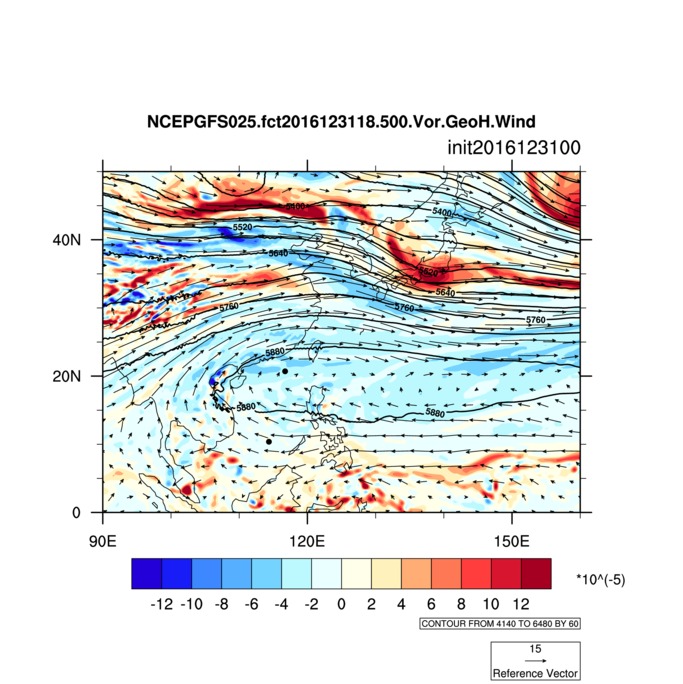 NCEPGFS025.fct2016123118.500.Vor.GeoH.Wind
init2016123100
5400
5400
5520
5640
5520
5640
5760
5760
5760
5880
5880
5880
40N
20N
0
90E 120E 150E
-12 -10 -8 -6 -4 -2 0 2 4 6 8 10 12
*10^(-5)
CONTOUR FROM 4140 TO 6480 BY 60
15
Reference Vector